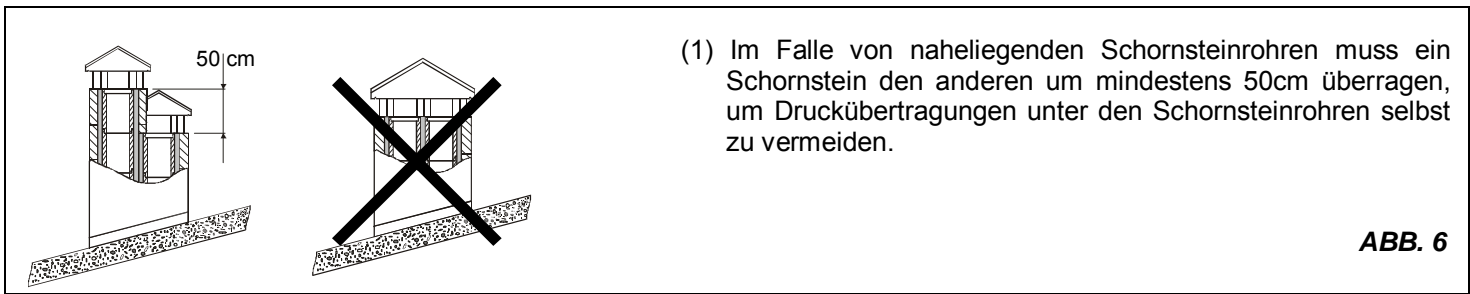 50 cm
(1) Im Falle von naheliegenden Schornsteinrohren muss ein
Schornstein den anderen um mindestens 50cm überragen,
um Druckübertragungen unter den Schornsteinrohren selbst
zu vermeiden.
ABB. 6